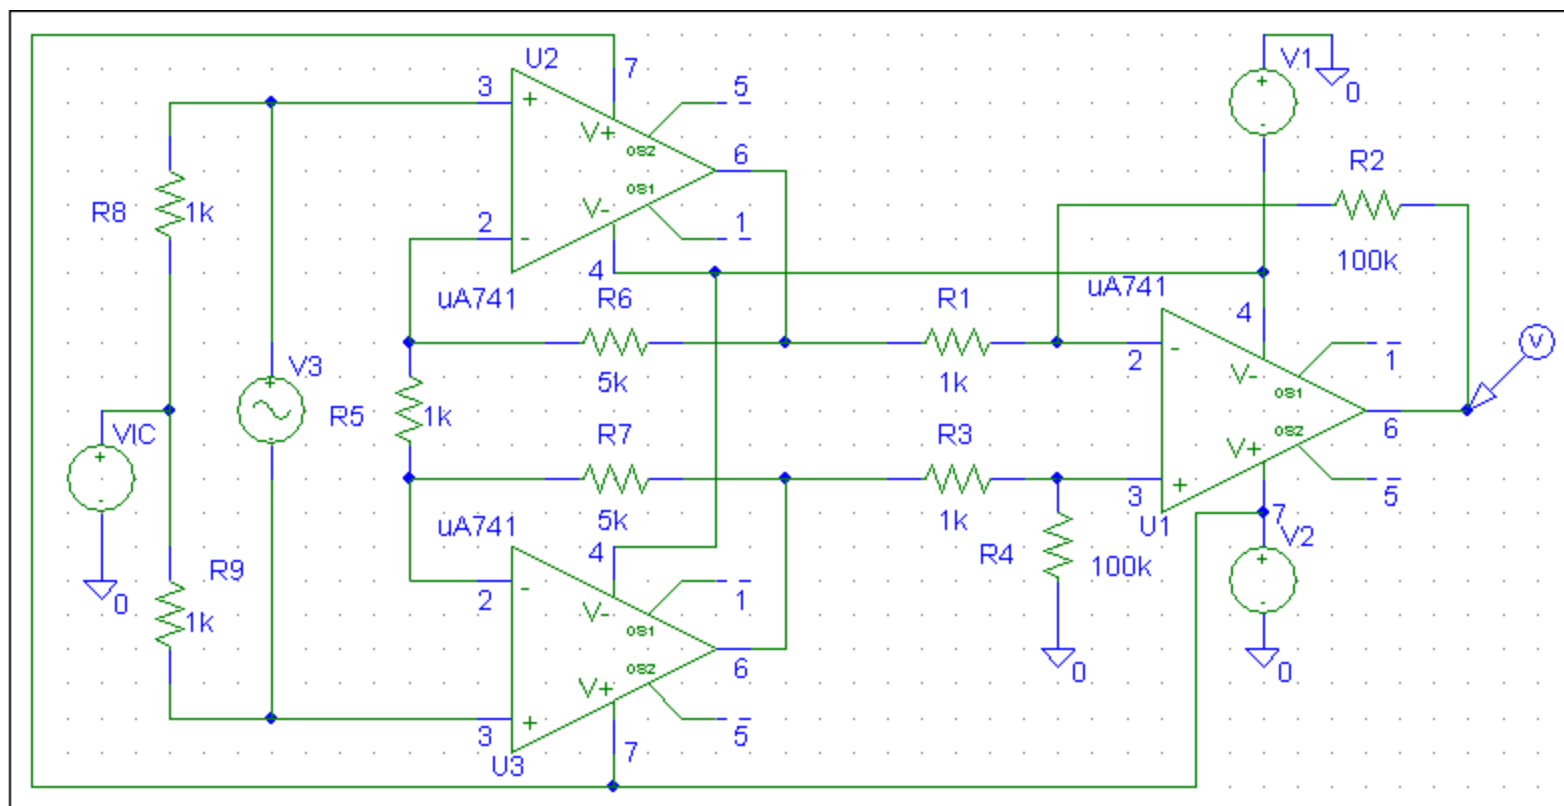 U2
7
3
+
V+
OS2
5
6
OS1
V-
1
2
-
4
uA741
R8
1k
V3
+
-
VIC
+
-
0
R9
1k
R5
1k
R6
5k
R7
5k
R1
1k
R3
1k
R4
100k
0
V1
+
-
0
R2
100k
uA741
4
2
-
V-
OS1
1
6
OS2
V+
3
+
5
7
U1
V2
+
-
0
V
uA741
4
2
-
V-
OS1
1
6
OS2
V+
3
+
5
7
U3